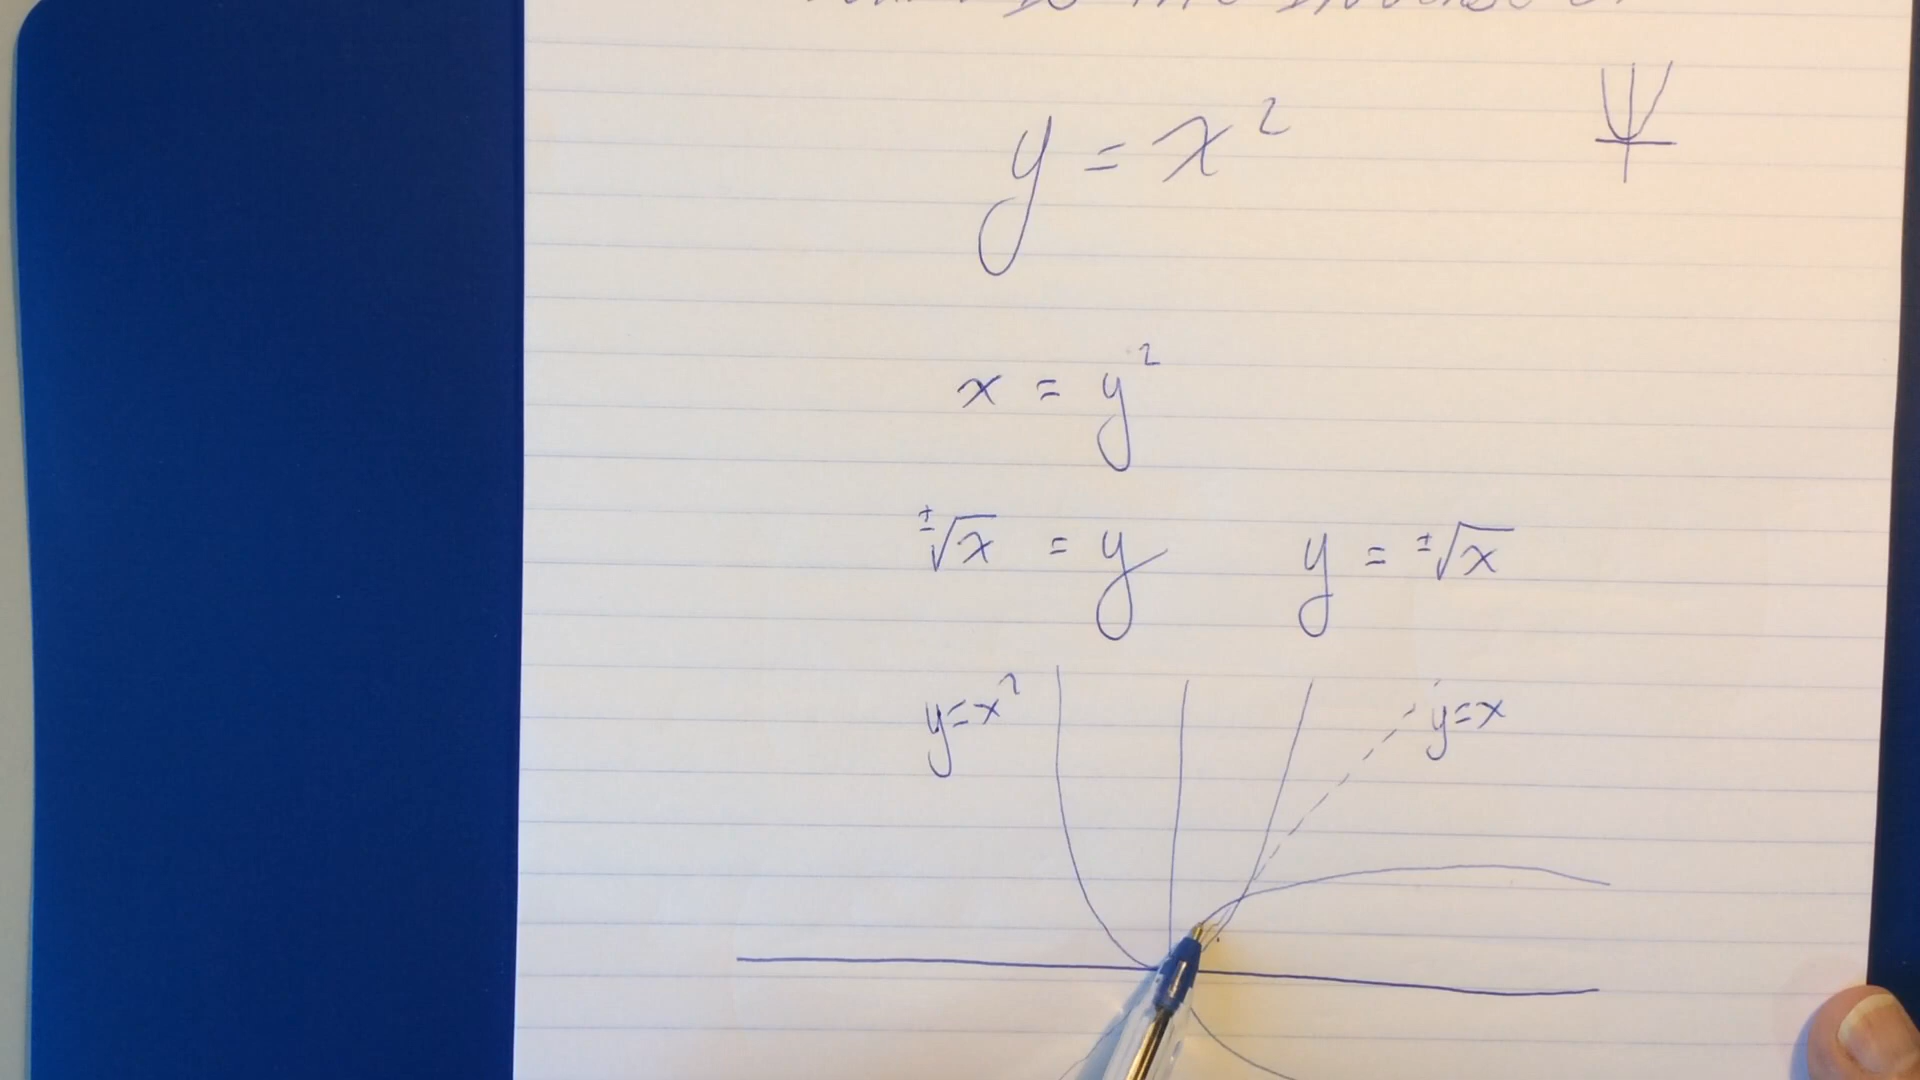 y = x²
x = y²
±√x = y y = ±√x
y=x² y=x